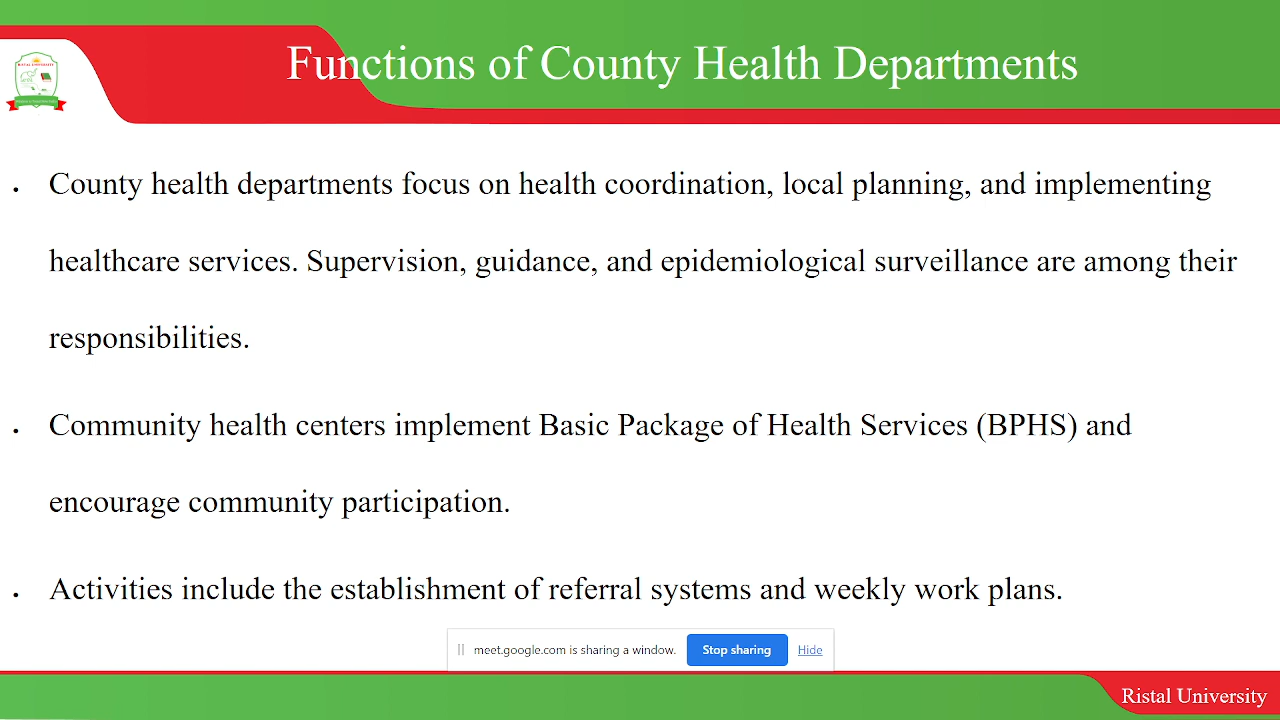 Functions of County Health Departments
RISTAL UNIVERSITY
• County health departments focus on health coordination, local planning, and implementing
healthcare services. Supervision, guidance, and epidemiological surveillance are among their
responsibilities.
• Community health centers implement Basic Package of Health Services (BPHS) and
encourage community participation.
• Activities include the establishment of referral systems and weekly work plans.
meet.google.com is sharing a window. Stop sharing Hide
Ristal University